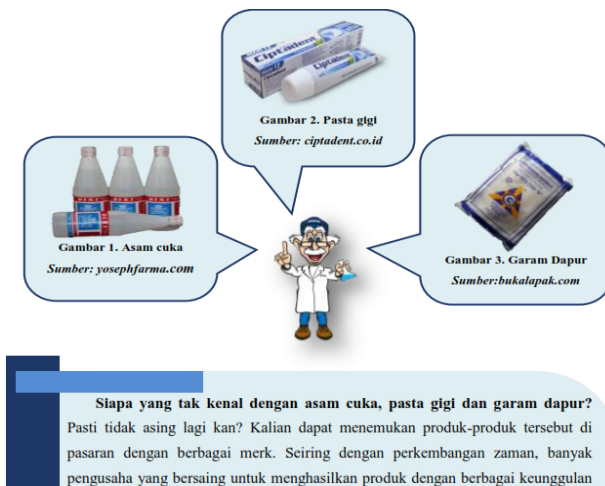 Ciptadent
Ciptadent
Gambar 2. Pasta gigi
Sumber: ciptadent.co.id
Gambar 1. Asam cuka
Sumber: yosephfarma.com
Gambar 3. Garam Dapur
Sumber:bukalapak.com
Siapa yang tak kenal dengan asam cuka, pasta gigi dan garam dapur?
Pasti tidak asing lagi kan? Kalian dapat menemukan produk-produk tersebut di
pasaran dengan berbagai merk. Seiring dengan perkembangan zaman, banyak
pengusaha yang bersaing untuk menghasilkan produk dengan berbagai keunggulan